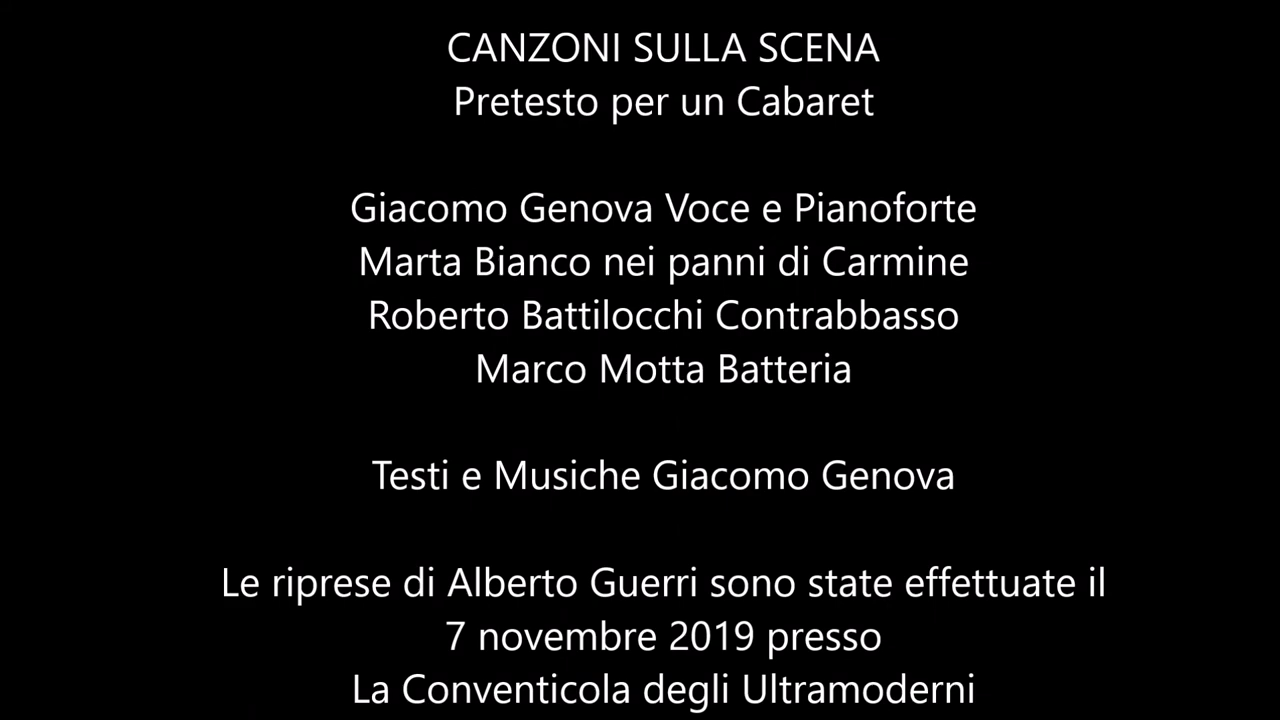 CANZONI SULLA SCENA
Pretesto per un Cabaret
Giacomo Genova Voce e Pianoforte
Marta Bianco nei panni di Carmine
Roberto Battilocchi Contrabbasso
Marco Motta Batteria
Testi e Musiche Giacomo Genova
Le riprese di Alberto Guerri sono state effettuate il
7 novembre 2019 presso
La Conventicola degli Ultramoderni